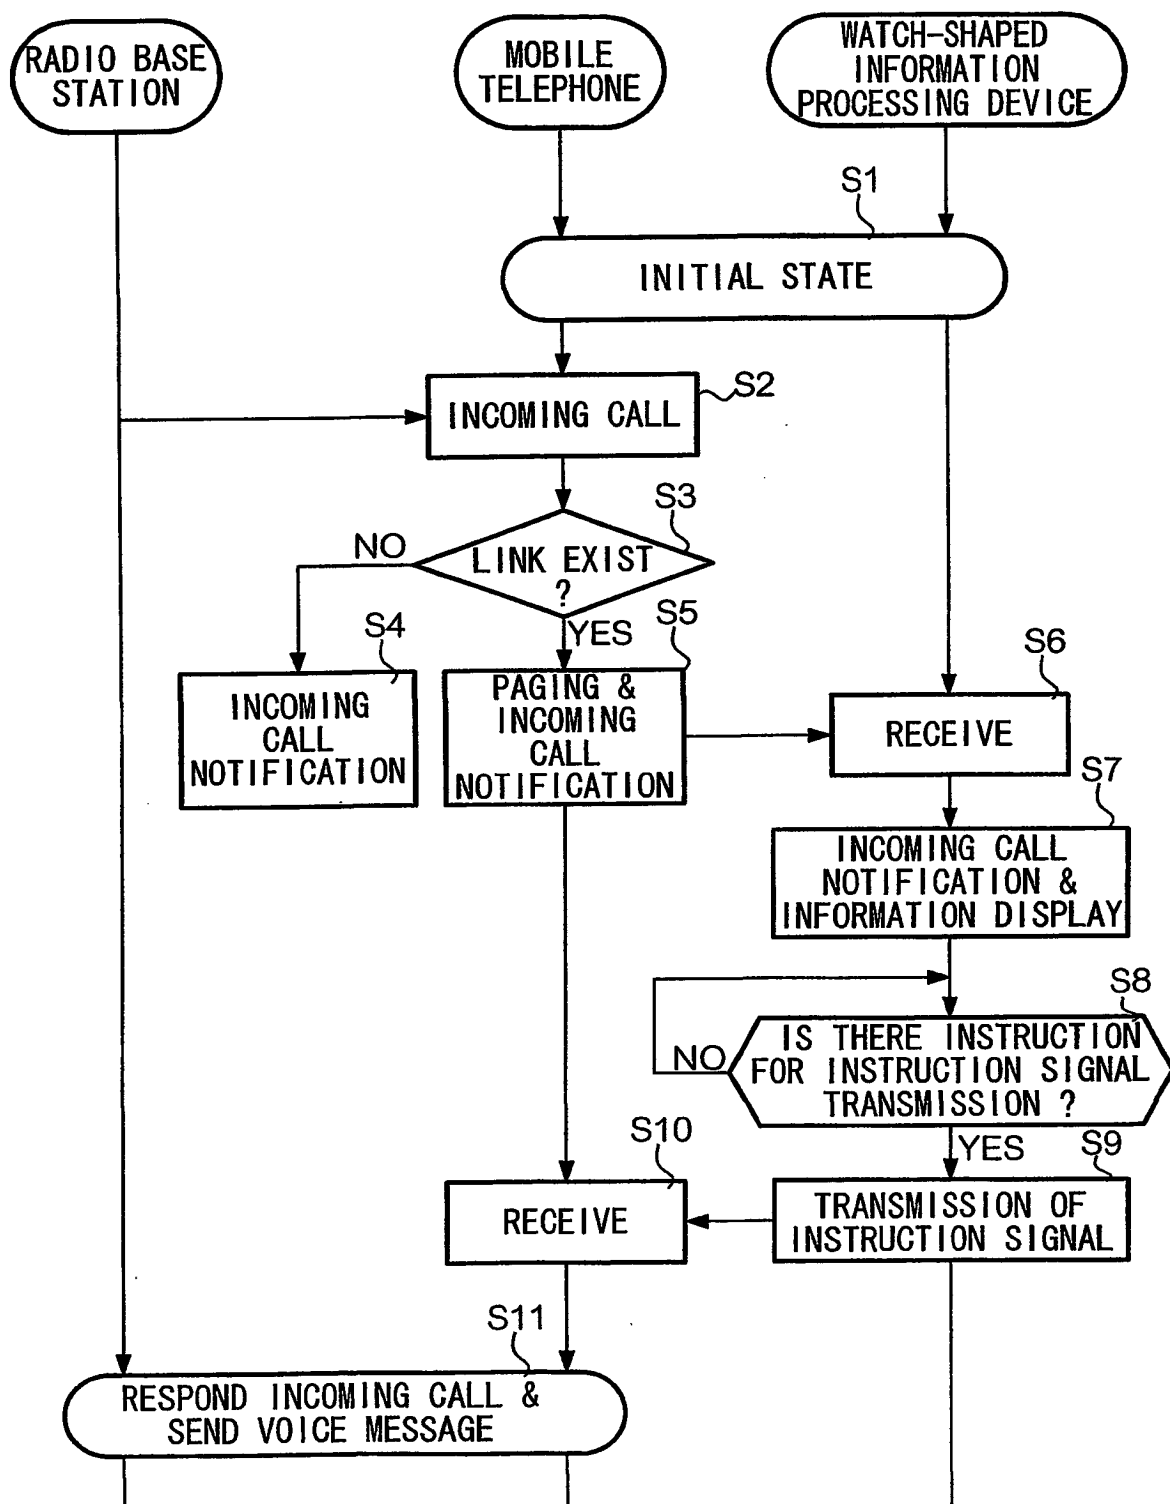 RADIO BASE
STATION
MOBILE
TELEPHONE
WATCH-SHAPED
INFORMATION
PROCESSING DEVICE
S1
INITIAL STATE
S2
INCOMING CALL
S3
NO
LINK EXIST
?
YES
S4
INCOMING
CALL
NOTIFICATION
S5
PAGING &
INCOMING
CALL
NOTIFICATION
S6
RECEIVE
S7
INCOMING CALL
NOTIFICATION &
INFORMATION DISPLAY
S8
IS THERE INSTRUCTION
FOR INSTRUCTION SIGNAL
TRANSMISSION ?
NO
YES
S9
TRANSMISSION OF
INSTRUCTION SIGNAL
S10
RECEIVE
S11
RESPOND INCOMING CALL &
SEND VOICE MESSAGE